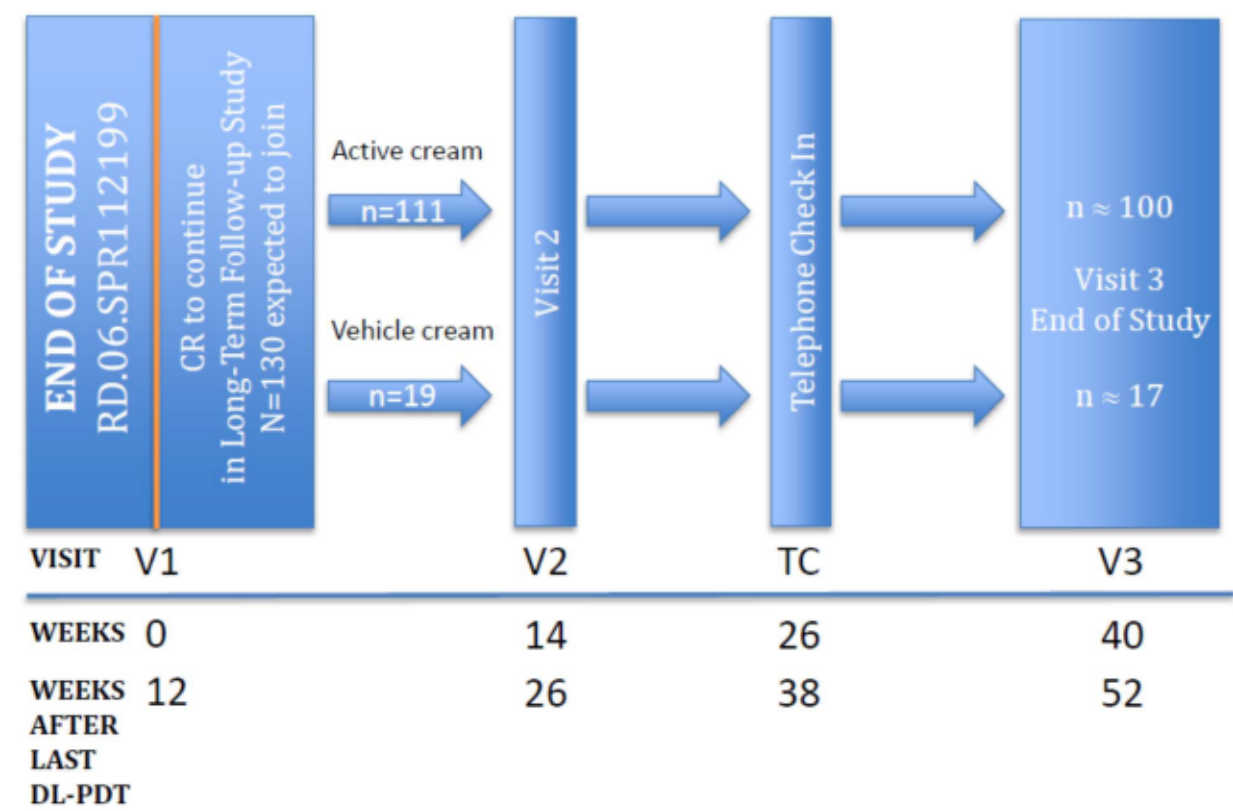 END OF STUDY
RD.06.SPR112199
CR to continue
in Long-Term Follow-up Study
N=130 expected to join
Active cream
n=111
Vehicle cream
n=19
Visit 2
Telephone Check In
n ≈ 100
Visit 3
End of Study
n ≈ 17
VISIT V1 V2 TC V3
WEEKS 0 14 26 40
WEEKS 12 26 38 52
AFTER
LAST
DL-PDT